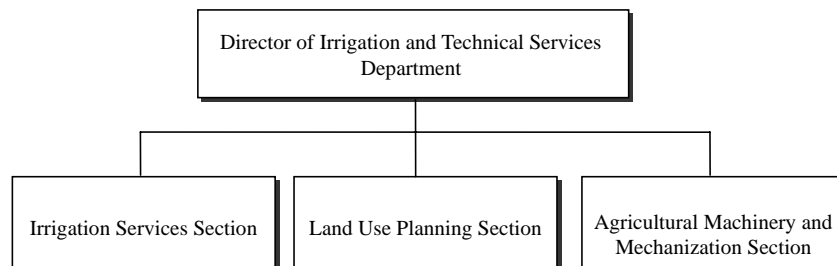 Director of Irrigation and Technical Services
Department
Irrigation Services Section
Land Use Planning Section
Agricultural Machinery and
Mechanization Section